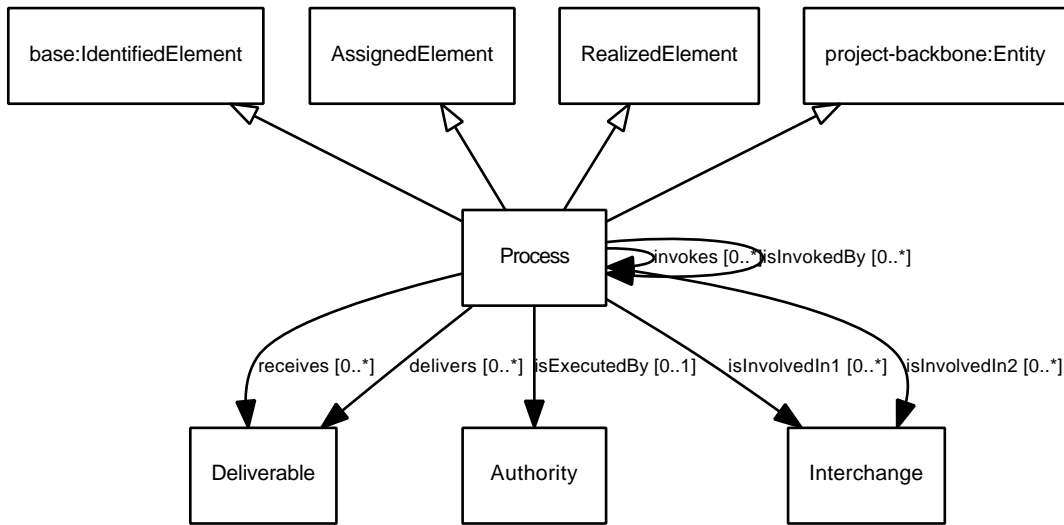 base:IdentifiedElement
AssignedElement
RealizedElement
project-backbone:Entity
Process
invokes [0..*]
isInvokedBy [0..*]
receives [0..*]
delivers [0..*]
isExecutedBy [0..1]
isInvolvedIn1 [0..*]
isInvolvedIn2 [0..*]
Deliverable
Authority
Interchange